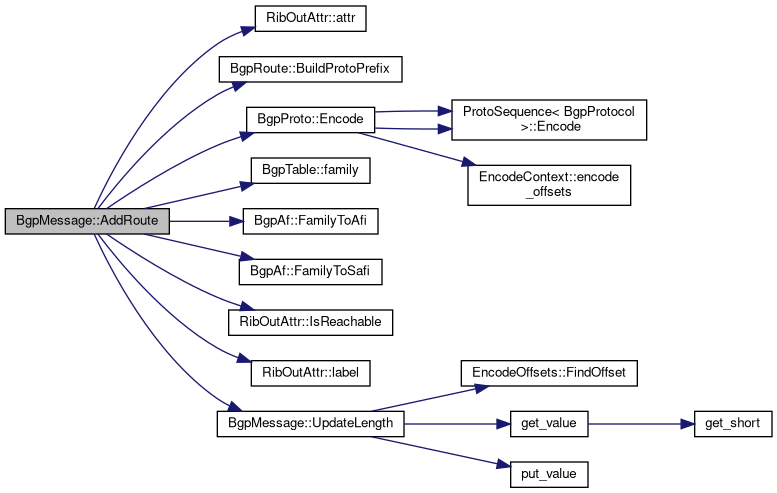 RibOutAttr::attr
BgpRoute::BuildProtoPrefix
BgpProto::Encode
ProtoSequence< BgpProtocol
>::Encode
EncodeContext::encode
_offsets
BgpTable::family
BgpMessage::AddRoute
BgpAf::FamilyToAfi
BgpAf::FamilyToSafi
RibOutAttr::IsReachable
RibOutAttr::label
BgpMessage::UpdateLength
EncodeOffsets::FindOffset
get_value
get_short
put_value